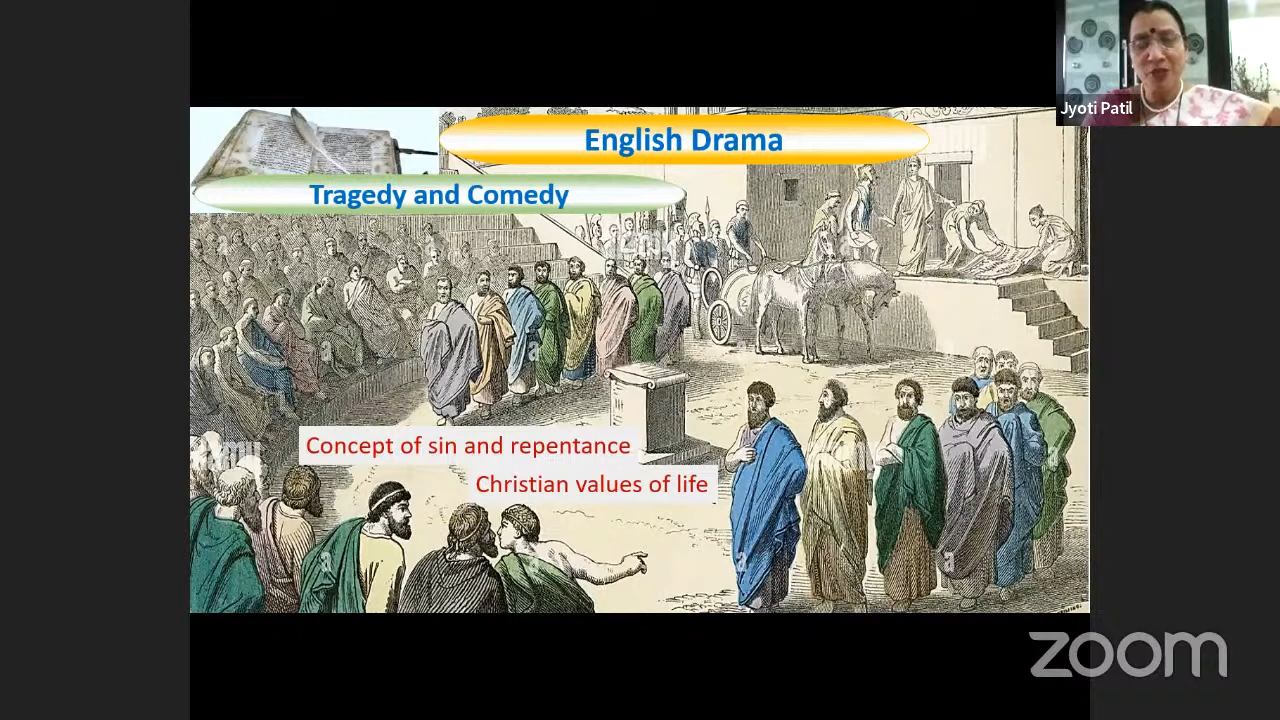 Jyoti Patil
English Drama
Tragedy and Comedy
Concept of sin and repentance
Christian values of life
zoom